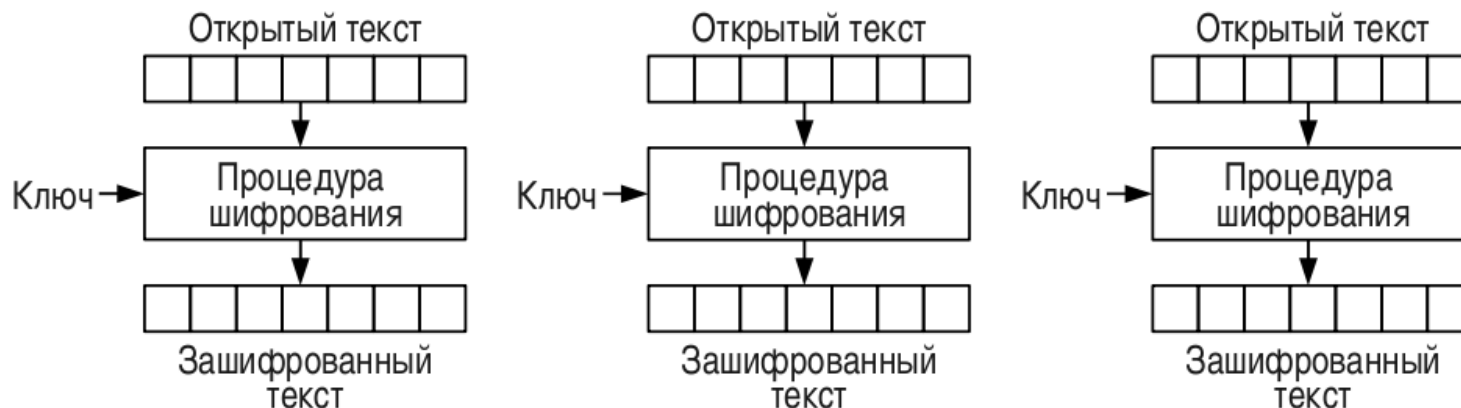 Открытый текст
Открытый текст
Открытый текст
Ключ
Процедура
шифрования
Ключ
Процедура
шифрования
Ключ
Процедура
шифрования
Зашифрованный
текст
Зашифрованный
текст
Зашифрованный
текст